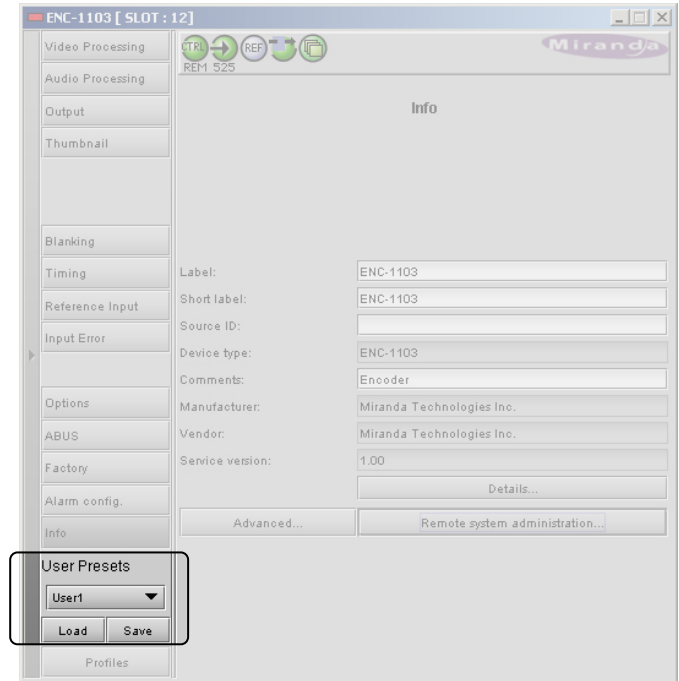 ENC-1103 [ SLOT : 12]
Video Processing
Audio Processing
Output
Thumbnail
Blanking
Timing
Reference Input
Input Error
Options
ABUS
Factory
Alarm config.
Info
User Presets
User1
Load Save
Profiles
CTRL REF
REM 525
Miranda
Info
Label: ENC-1103
Short label: ENC-1103
Source ID:
Device type: ENC-1103
Comments: Encoder
Manufacturer: Miranda Technologies Inc.
Vendor: Miranda Technologies Inc.
Service version: 1.00
Details...
Advanced... Remote system administration...